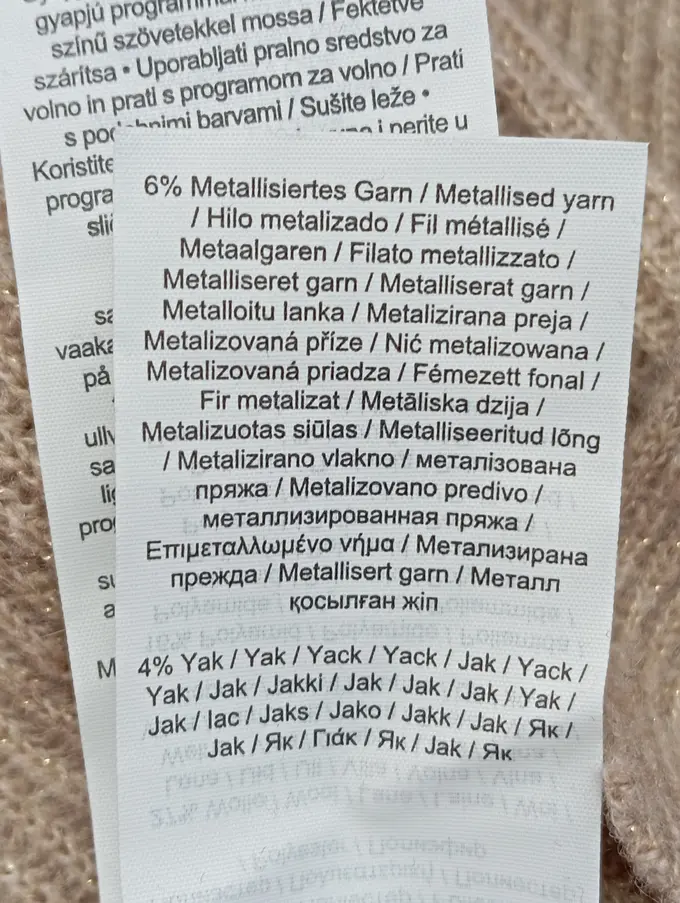 gyapjú
színű szövetekkel mossa / Fektetve
szárítsa • Uporabljati pralno sredstvo za
volno in prati s programom za volno / Prati
s barvami / Sušite leže •
i perite u
Koristite
6% Metallisiertes Garn / Metallised yarn
/ Hilo metalizado / Fil métallisé /
Metaalgaren / Filato metallizzato /
Metalliseret garn / Metalliserat garn /
Metalloitu lanka / Metalizirana preja /
Metalizovaná příze / Nić metalizowana /
Metalizovaná priadza / Fémezett fonal /
Fir metalizat / Metāliska dzija /
Metalizuotas siūlas / Metalliseeritud lõng
/ Metalizirano vlakno / металізована
пряжа / Metalizovano predivo /
металлизированная пряжа /
Επιμεταλλωμένο νήμα / Метализирана
прежда / Metallisert garn / Металл
қосылған жіп
4% Yak / Yak / Yack / Yack / Jak / Yack /
Yak / Jak / Jakki / Jak / Jak / Jak / Yak /
Jak / Iac / Jaks / Jako / Jakk / Jak / Як /
Jak / Як / Γιάκ / Як / Jak / Як